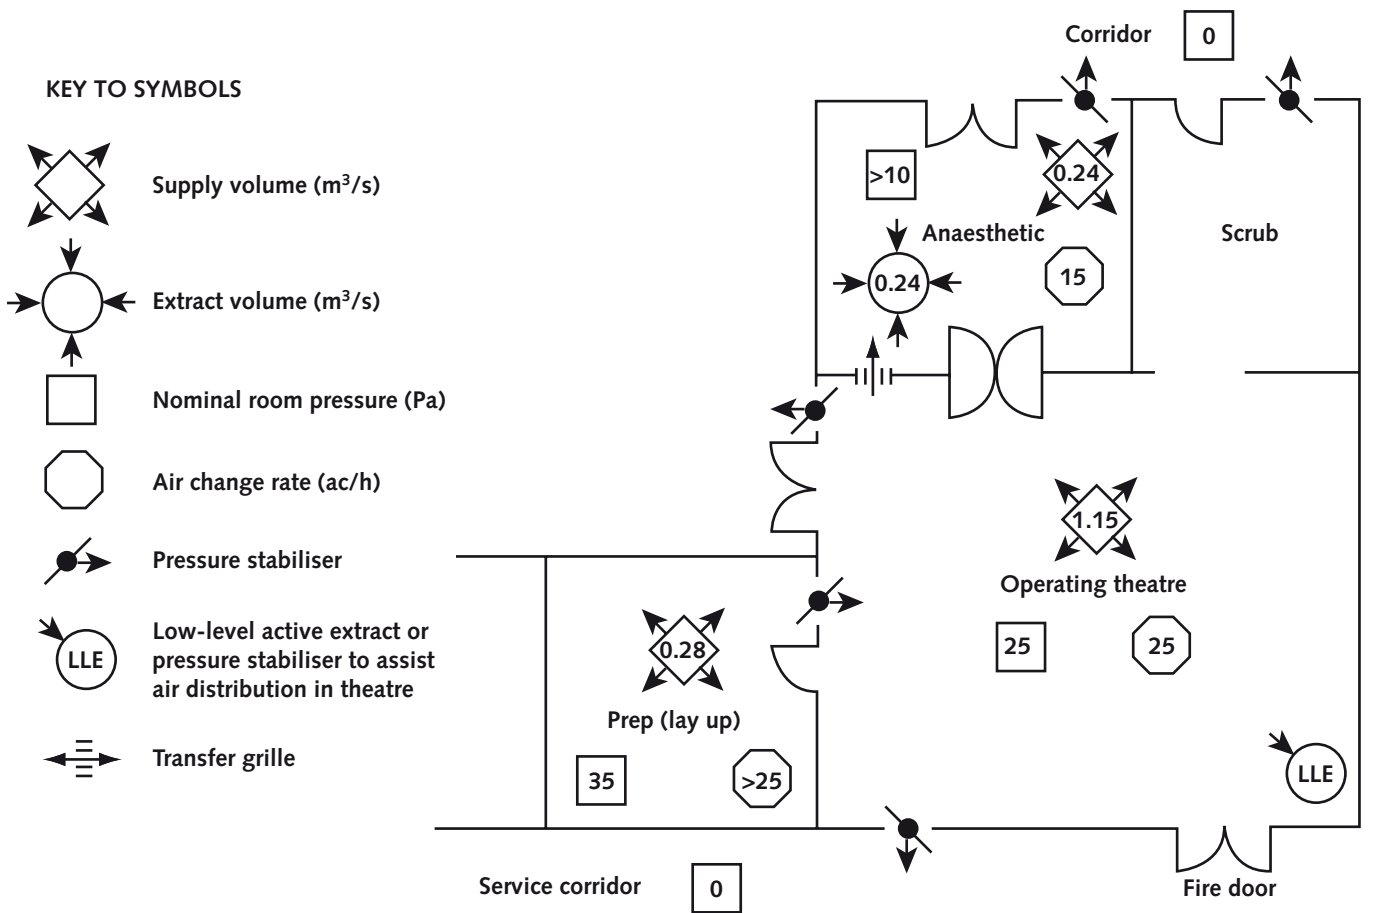 KEY TO SYMBOLS
Supply volume (m³/s)
Extract volume (m³/s)
Nominal room pressure (Pa)
Air change rate (ac/h)
Pressure stabiliser
LLE
Low-level active extract or
pressure stabiliser to assist
air distribution in theatre
Transfer grille
Corridor 0
>10
0.24
Anaesthetic
0.24
15
Scrub
1.15
Operating theatre
25
25
0.28
Prep (lay up)
35
>25
LLE
Service corridor 0
Fire door